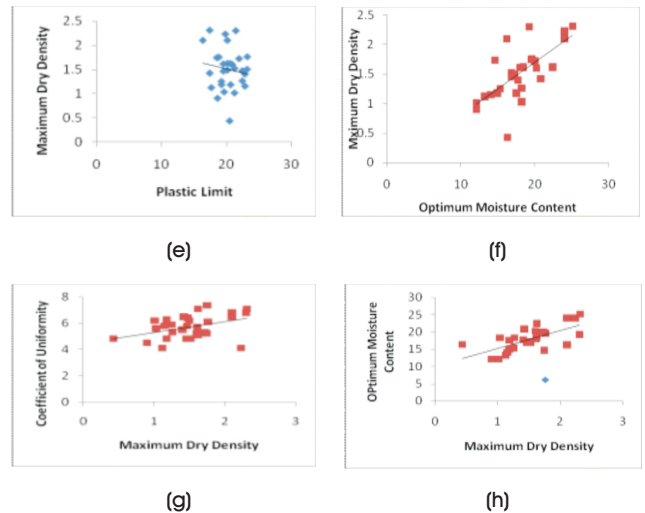 2.5
2
1.5
1
0.5
0
Maximum Dry Density
0 10 20 30
Plastic Limit
(e)
2.5
2
1.5
1
0.5
0
Mximum Dry Density
0 10 20 30
Optimum Moisture Content
(f)
8
6
4
2
0
Coefficient of Uniformity
0 1 2 3
Maximum Dry Density
(g)
30
25
20
15
10
5
0
OPtimum Moisture
Content
0 1 2 3
Maximum Dry Density
(h)